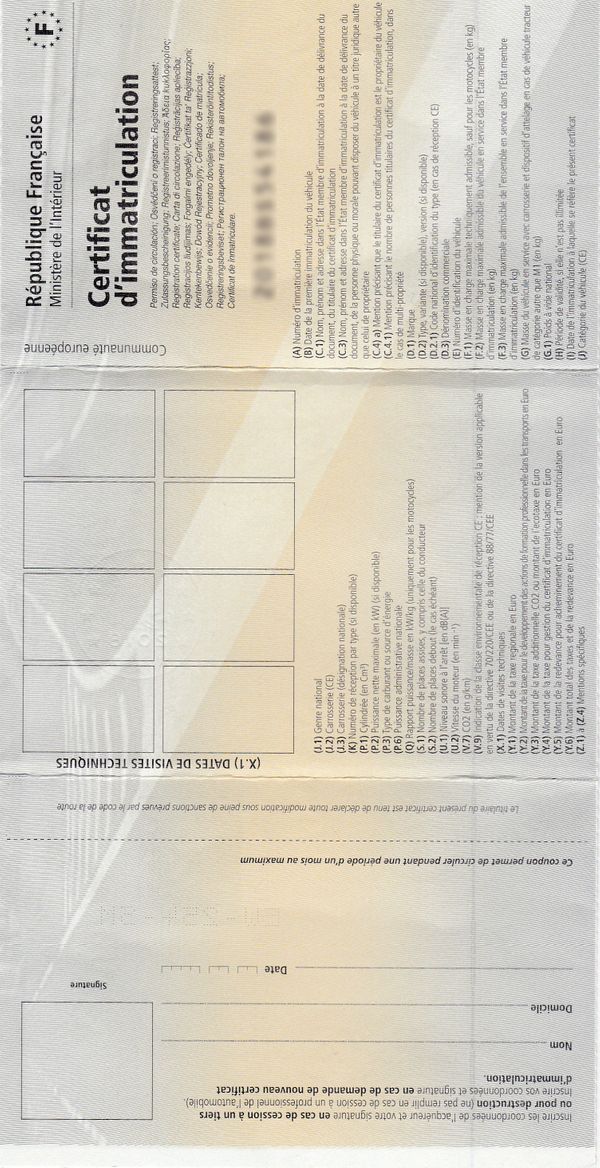 F
République Française
Ministère de l'Intérieur
Certificat
d'immatriculation
Communauté européenne
Permiso de circulación; Osvědčení o registraci; Registreringsattest;
Zulassungsbescheinigung; Registreerimistunnistus; Άδεια κυκλοφορίας;
Registration certificate; Carta di circolazione; Reģistrācijas apliecība;
Registracijos liudijimas; Forgalmi engedély; Ċertifikat ta' Reġistrazzjoni;
Kentekenbewijs; Dowód Rejestracyjny; Certificado de matrícula;
Osvedčenie o evidencii; Prometno dovoljenje; Rekisteröintitodistus;
Registreringsbeviset; Регистрационен талон на автомобила;
Certificat de înmatriculare.
(A) Numéro d'immatriculation
(B) Date de la première immatriculation du véhicule
(C.1) Nom, prénom et adresse dans l'État membre d'immatriculation à la date de délivrance du
document, du titulaire du certificat d'immatriculation
(C.3) Nom, prénom et adresse dans l'État membre d'immatriculation à la date de délivrance du
document, de la personne physique ou morale pouvant disposer du véhicule à un titre juridique autre
que celui de propriétaire
(C.4) a) Mention précisant que le titulaire du certificat d'immatriculation est le propriétaire du véhicule
(C.4.1) Mention précisant le nombre de personnes titulaires du certificat d'immatriculation, dans
le cas de multi-propriété
(D.1) Marque
(D.2) Type, variante (si disponible), version (si disponible)
(D.2.1) Code national d'identification du type (en cas de réception CE)
(D.3) Dénomination commerciale
(E) Numéro d'identification du véhicule
(F.1) Masse en charge maximale techniquement admissible, sauf pour les motocycles (en kg)
(F.2) Masse en charge maximale admissible du véhicule en service dans l'État membre
d'immatriculation (en kg)
(F.3) Masse en charge maximale admissible de l'ensemble en service dans l'État membre
d'immatriculation (en kg)
(G) Masse du véhicule en service avec carrosserie et dispositif d'attelage en cas de véhicule tracteur
de catégorie autre que M1 (en kg)
(G.1) Poids à vide national
(H) Période de validité, si elle n'est pas illimitée
(I) Date de l'immatriculation à laquelle se réfère le présent certificat
(J) Catégorie du véhicule (CE)
(J.1) Genre national
(J.2) Carrosserie (CE)
(J.3) Carrosserie (désignation nationale)
(K) Numéro de réception par type (si disponible)
(P.1) Cylindrée (en Cm³)
(P.2) Puissance nette maximale (en kW) (si disponible)
(P.3) Type de carburant ou source d'énergie
(P.6) Puissance administrative nationale
(Q) Rapport puissance/masse en kW/kg (uniquement pour les motocycles)
(S.1) Nombre de places assises, y compris celle du conducteur
(S.2) Nombre de places debout (le cas échéant)
(U.1) Niveau sonore à l'arrêt [en dB(A)]
(U.2) Vitesse du moteur (en min⁻¹)
(V.7) CO2 (en g/km)
(V.9) Indication de la classe environnementale de réception CE ; mention de la version applicable
en vertu de la directive 70/220/CEE ou de la directive 88/77/CEE
(X.1) Dates de visites techniques
(Y.1) Montant de la taxe régionale en Euro
(Y.2) Montant de la taxe pour le développement des actions de formation professionnelle dans les transports en Euro
(Y.3) Montant de la taxe additionnelle CO2 ou montant de l'ecotaxe en Euro
(Y.4) Montant de la taxe pour gestion du certificat d'immatriculation en Euro
(Y.5) Montant de la redevance pour acheminement du certificat d'immatriculation en Euro
(Y.6) Montant total des taxes et de la redevance en Euro
(Z.1) à (Z.4) Mentions spécifiques
(X.1) DATES DE VISITES TECHNIQUES
Le titulaire du présent certificat est tenu de déclarer toute modification sous peine de sanctions prévues par le code de la route
Ce coupon permet de circuler pendant une période d'un mois au maximum
Date
Signature
Domicile
Nom
Inscrire les coordonnées de l'acquéreur et votre signature en cas de cession à un tiers
ou pour destruction (ne pas remplir en cas de cession à un professionnel de l'automobile).
Inscrire vos coordonnées et signature en cas de demande de nouveau certificat
d'immatriculation.